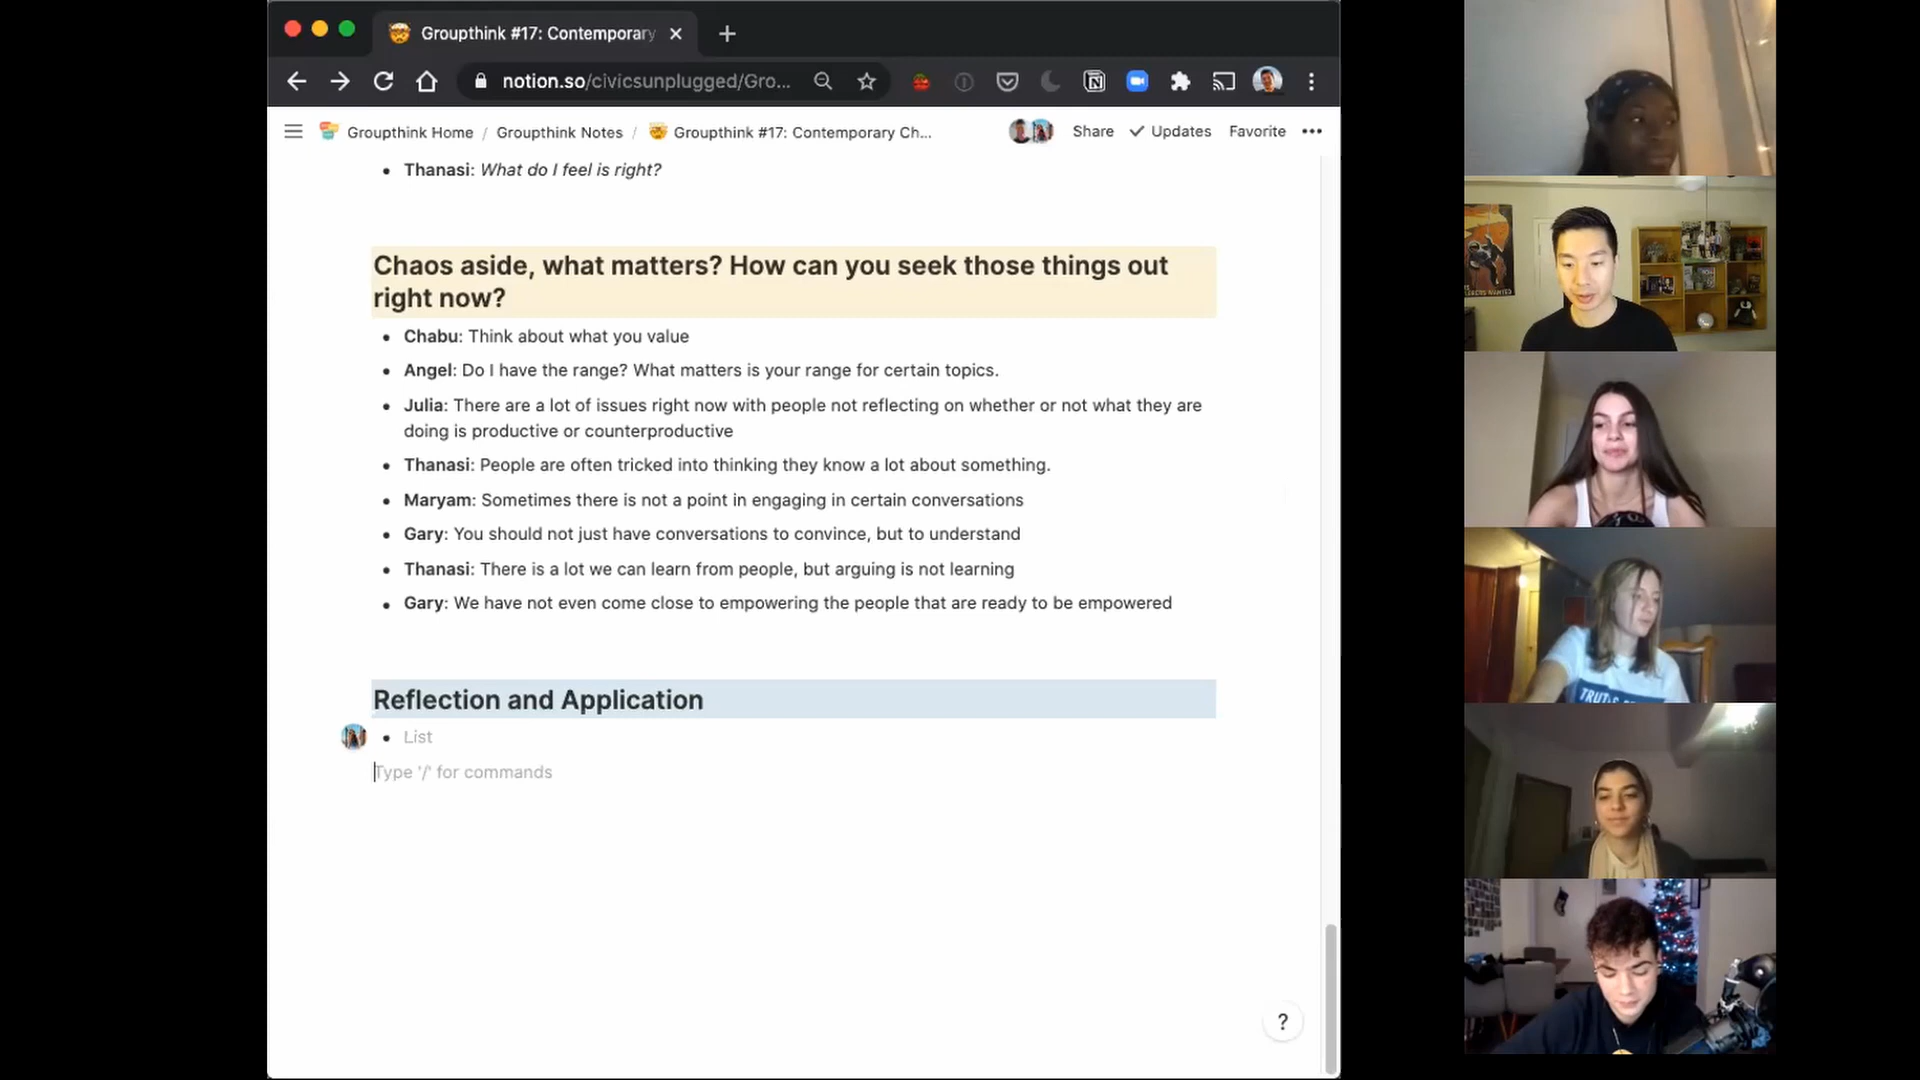 Groupthink #17: Contemporary
notion.so/civicsunplugged/Gro...
Groupthink Home / Groupthink Notes / Groupthink #17: Contemporary Ch...
Share Updates Favorite
Thanasi: What do I feel is right?
Chaos aside, what matters? How can you seek those things out
right now?
Chabu: Think about what you value
Angel: Do I have the range? What matters is your range for certain topics.
Julia: There are a lot of issues right now with people not reflecting on whether or not what they are
doing is productive or counterproductive
Thanasi: People are often tricked into thinking they know a lot about something.
Maryam: Sometimes there is not a point in engaging in certain conversations
Gary: You should not just have conversations to convince, but to understand
Thanasi: There is a lot we can learn from people, but arguing is not learning
Gary: We have not even come close to empowering the people that are ready to be empowered
Reflection and Application
List
Type '/' for commands
?